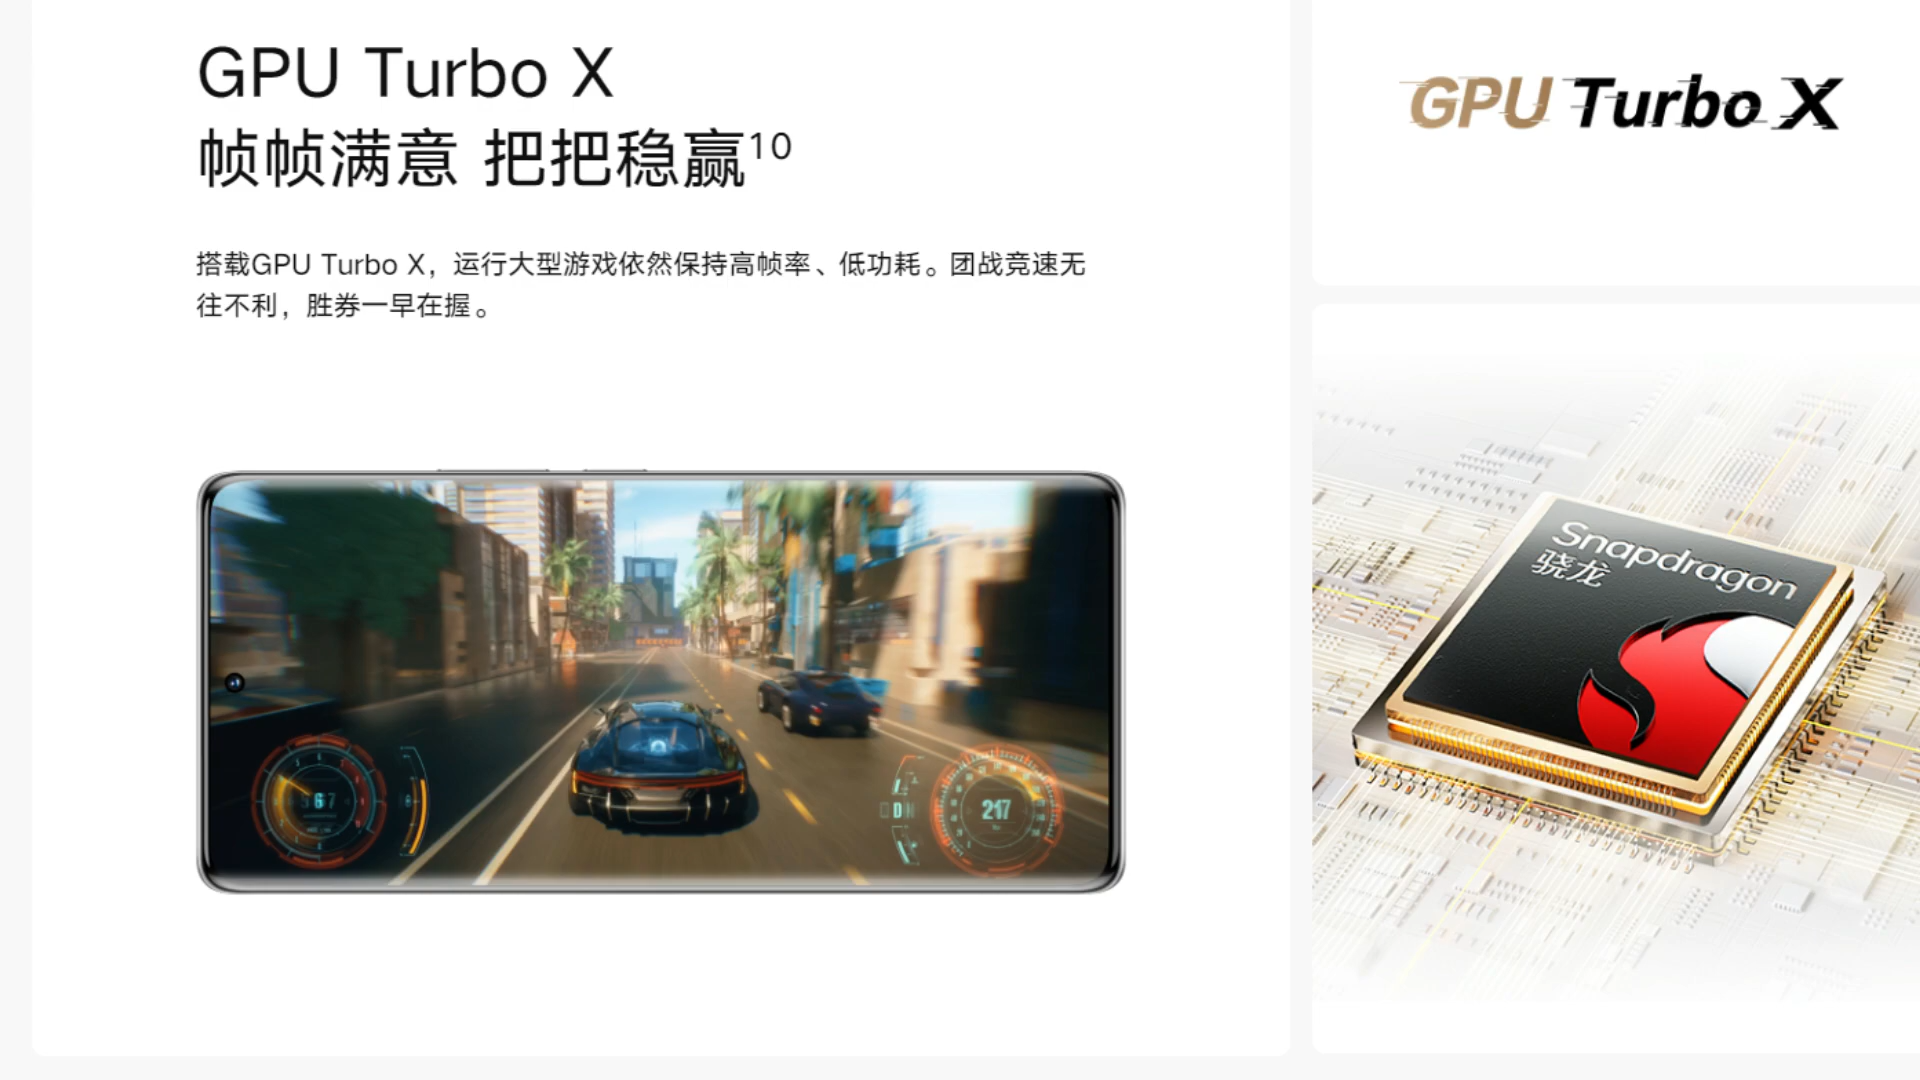 GPU Turbo X
帧帧满意 把把稳赢10
搭载GPU Turbo X，运行大型游戏依然保持高帧率、低功耗。团战竞速无
往不利，胜券一早在握。
217
GPU Turbo X
Snapdragon
骁龙